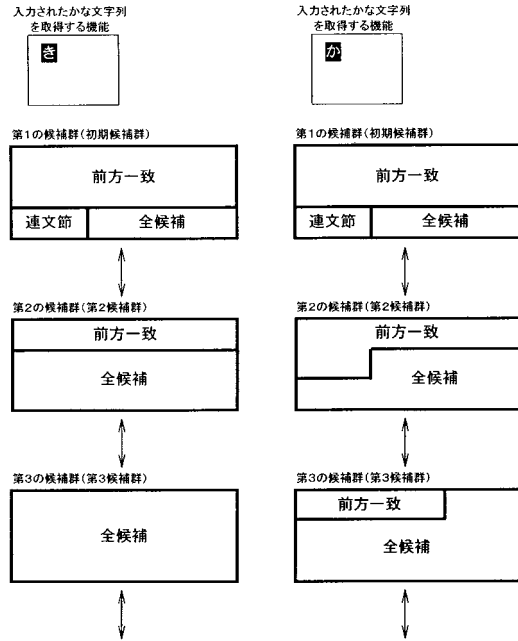 入力されたかな文字列
を取得する機能
き
第1の候補群(初期候補群)
前方一致
連文節
全候補
第2の候補群(第2候補群)
前方一致
全候補
第3の候補群(第3候補群)
全候補
入力されたかな文字列
を取得する機能
か
第1の候補群(初期候補群)
前方一致
連文節
全候補
第2の候補群(第2候補群)
前方一致
全候補
第3の候補群(第3候補群)
前方一致
全候補